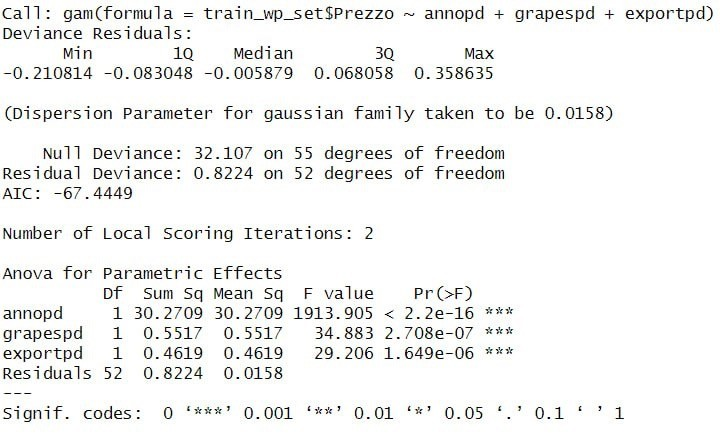 Call: gam(formula = train_wp_set$Prezzo ~ annopd + grapespd + exportpd)
Deviance Residuals:
      Min        1Q    Median        3Q       Max
-0.210814 -0.083048 -0.005879  0.068058  0.358635
(Dispersion Parameter for gaussian family taken to be 0.0158)
    Null Deviance: 32.107 on 55 degrees of freedom
Residual Deviance: 0.8224 on 52 degrees of freedom
AIC: -67.4449
Number of Local Scoring Iterations: 2
Anova for Parametric Effects
          Df  Sum Sq Mean Sq  F value    Pr(>F)
annopd     1 30.2709 30.2709 1913.905 < 2.2e-16 ***
grapespd   1  0.5517  0.5517   34.883 2.708e-07 ***
exportpd   1  0.4619  0.4619   29.206 1.649e-06 ***
Residuals 52  0.8224  0.0158
---
Signif. codes:  0 ‘***’ 0.001 ‘**’ 0.01 ‘*’ 0.05 ‘.’ 0.1 ‘ ’ 1